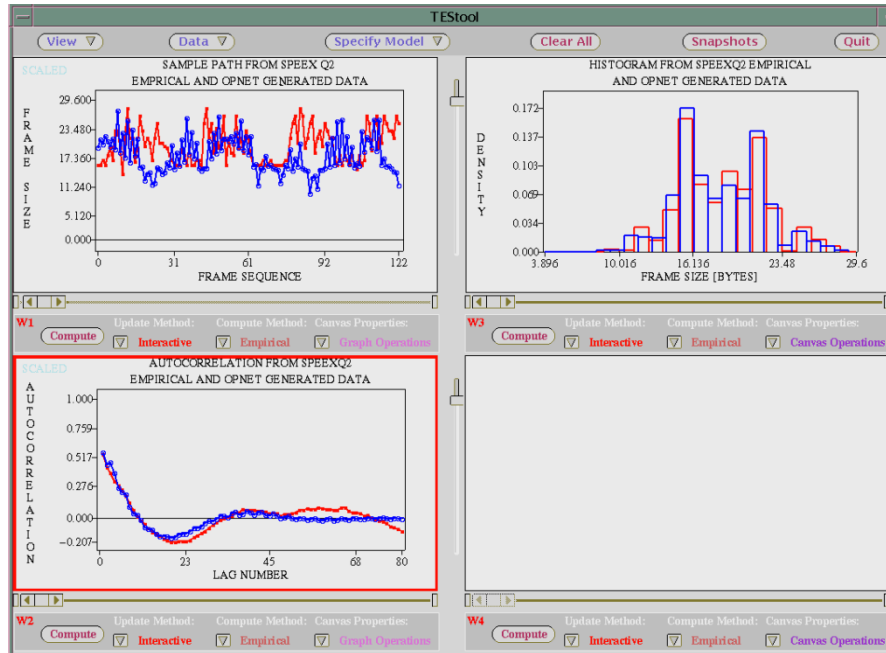 TEStool
View
Data
Specify Model
Clear All
Snapshots
Quit
SCALED
SAMPLE PATH FROM SPEEX Q2
EMPRICAL AND OPNET GENERATED DATA
FRAME SIZE
29.600
23.480
17.360
11.240
5.120
0.000
0
31
61
92
122
FRAME SEQUENCE
W1
Compute
Update Method:
Interactive
Compute Method:
Empirical
Canvas Properties:
Graph Operations
HISTOGRAM FROM SPEEXQ2 EMPIRICAL
AND OPNET GENERATED DATA
DENSITY
0.172
0.137
0.103
0.069
0.034
0.000
3.896
10.016
16.136
23.48
29.6
FRAME SIZE [BYTES]
W3
Compute
Update Method:
Interactive
Compute Method:
Empirical
Canvas Properties:
Canvas Operations
SCALED
AUTOCORRELATION FROM SPEEXQ2
EMPIRICAL AND OPNET GENERATED DATA
AUTOCORRELATION
1.000
0.759
0.517
0.276
0.000
-0.207
0
23
45
68
80
LAG NUMBER
W2
Compute
Update Method:
Interactive
Compute Method:
Empirical
Canvas Properties:
Graph Operations
W4
Compute
Update Method:
Interactive
Compute Method:
Empirical
Canvas Properties:
Canvas Operations